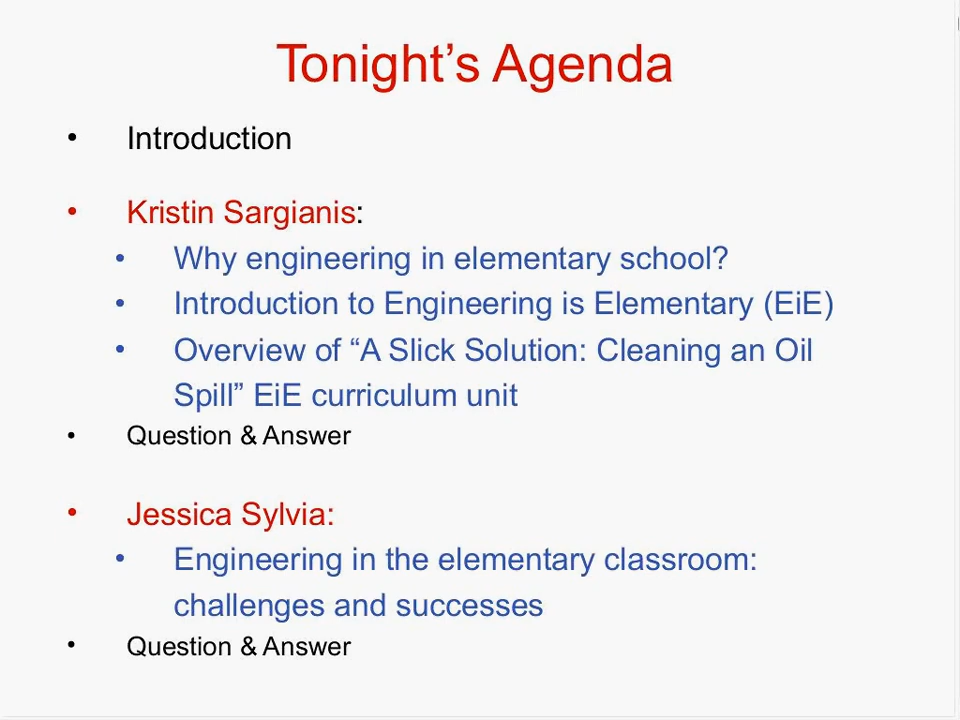 Tonight’s Agenda
• Introduction
• Kristin Sargianis:
• Why engineering in elementary school?
• Introduction to Engineering is Elementary (EiE)
• Overview of “A Slick Solution: Cleaning an Oil
Spill” EiE curriculum unit
• Question & Answer
• Jessica Sylvia:
• Engineering in the elementary classroom:
challenges and successes
• Question & Answer